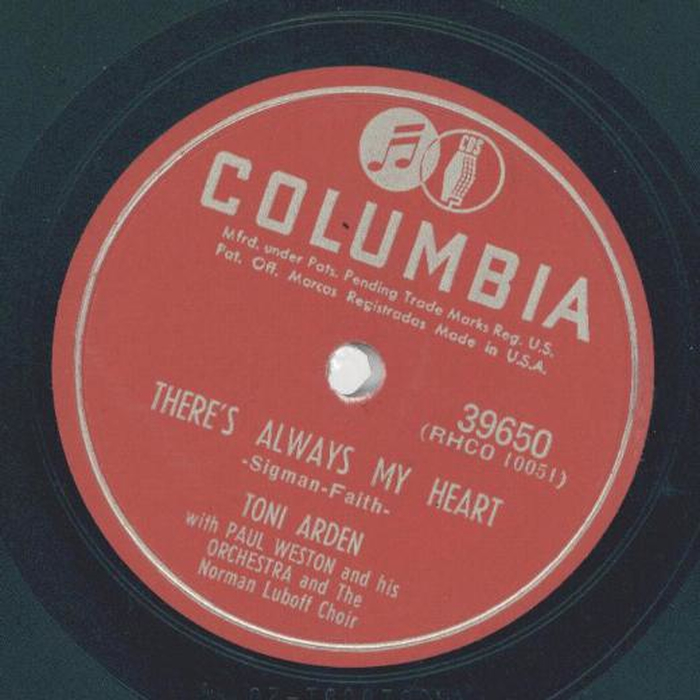 CBS
COLUMBIA
Mfrd. under Pats. Pending Trade Marks Reg. U.S.
Pat. Off. Marcas Registradas Made in U.S.A.
39650
(RHCO 10051)
THERE'S ALWAYS MY HEART
-Sigman-Faith-
TONI ARDEN
with PAUL WESTON and his
ORCHESTRA and The
Norman Luboff Choir